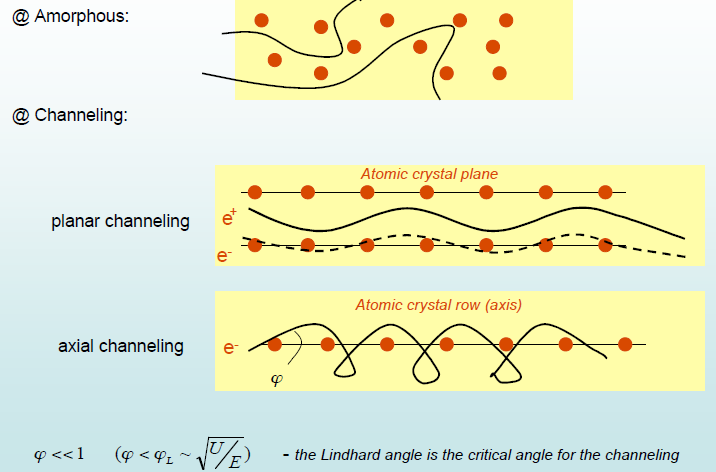 @ Amorphous:
@ Channeling:
Atomic crystal plane
planar channeling
e⁺
e⁻
Atomic crystal row (axis)
axial channeling
e⁻
φ
φ << 1 (φ < φ_L ~ √U/E) - the Lindhard angle is the critical angle for the channeling